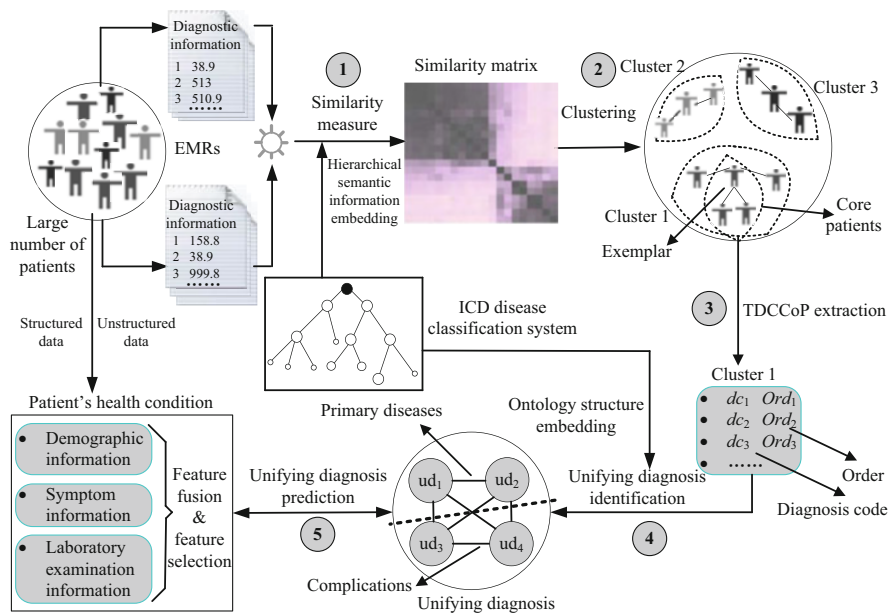 Diagnostic
information
1 38.9
2 513
3 510.9
......
EMRs
Large
number of
patients
Diagnostic
information
1 158.8
2 38.9
3 999.8
......
1
Similarity
measure
Hierarchical
semantic
information
embedding
Similarity matrix
2
Clustering
Cluster 2
Cluster 3
Cluster 1
Exemplar
Core
patients
3
TDCCoP extraction
Structured
data
Unstructured
data
ICD disease
classification system
Ontology structure
embedding
Cluster 1
• dc1 Ord1
• dc2 Ord2
• dc3 Ord3
• ......
Order
Diagnosis code
Patient's health condition
• Demographic
information
• Symptom
information
• Laboratory
examination
information
Feature
fusion
&
feature
selection
Unifying diagnosis
prediction
5
Primary diseases
ud1
ud2
ud3
ud4
Complications
Unifying diagnosis
Unifying diagnosis
identification
4